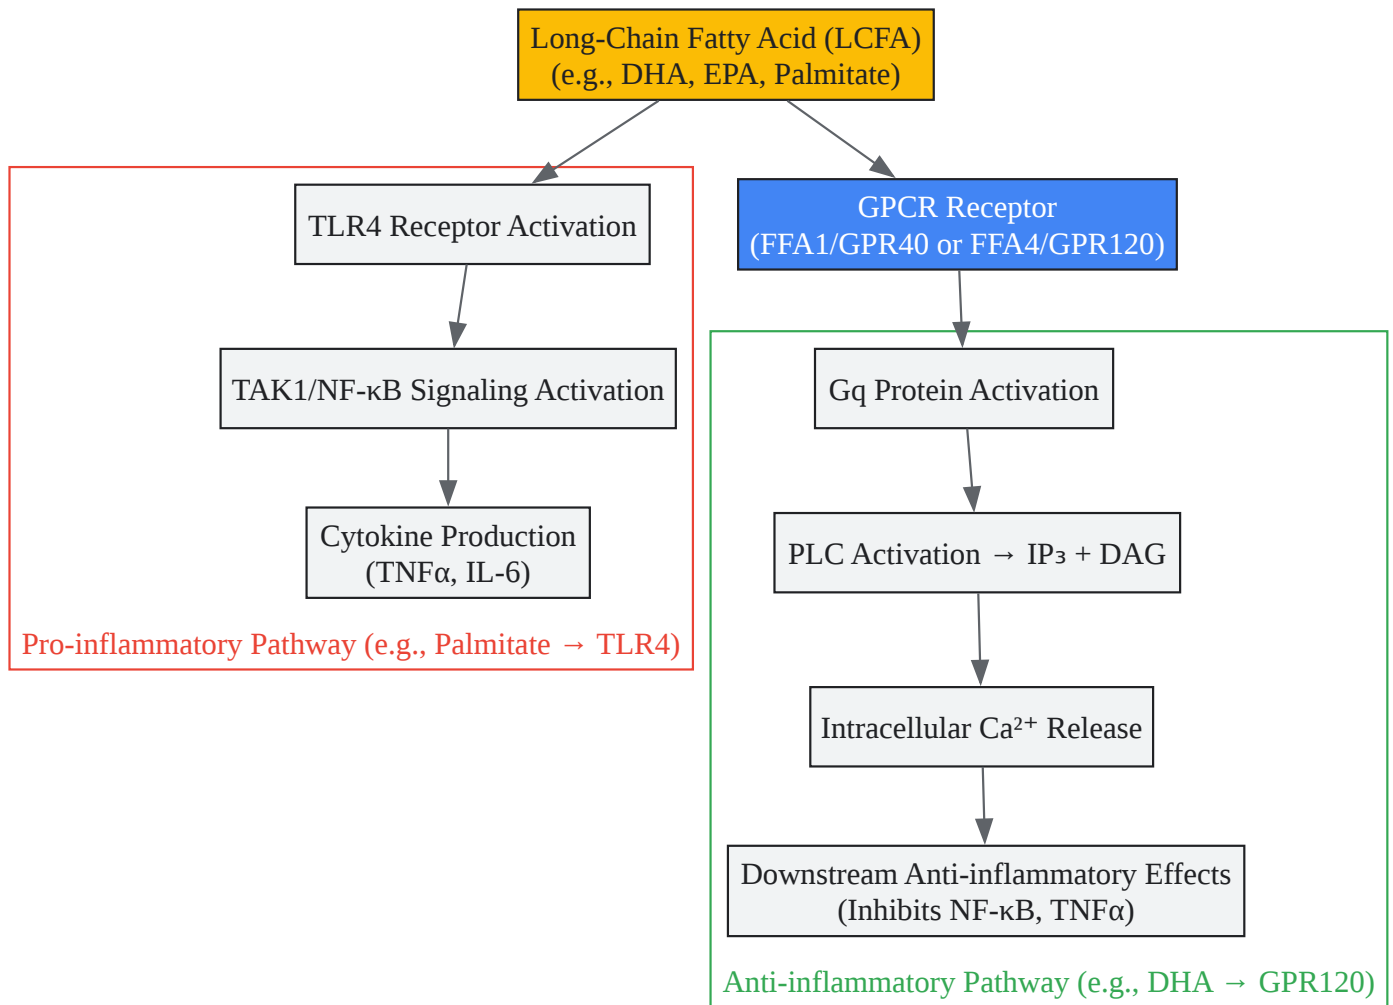 Long-Chain Fatty Acid (LCFA)
(e.g., DHA, EPA, Palmitate)
TLR4 Receptor Activation
TAK1/NF-κB Signaling Activation
Cytokine Production
(TNFα, IL-6)
Pro-inflammatory Pathway (e.g., Palmitate → TLR4)
GPCR Receptor
(FFA1/GPR40 or FFA4/GPR120)
Gq Protein Activation
PLC Activation → IP₃ + DAG
Intracellular Ca²⁺ Release
Downstream Anti-inflammatory Effects
(Inhibits NF-κB, TNFα)
Anti-inflammatory Pathway (e.g., DHA → GPR120)